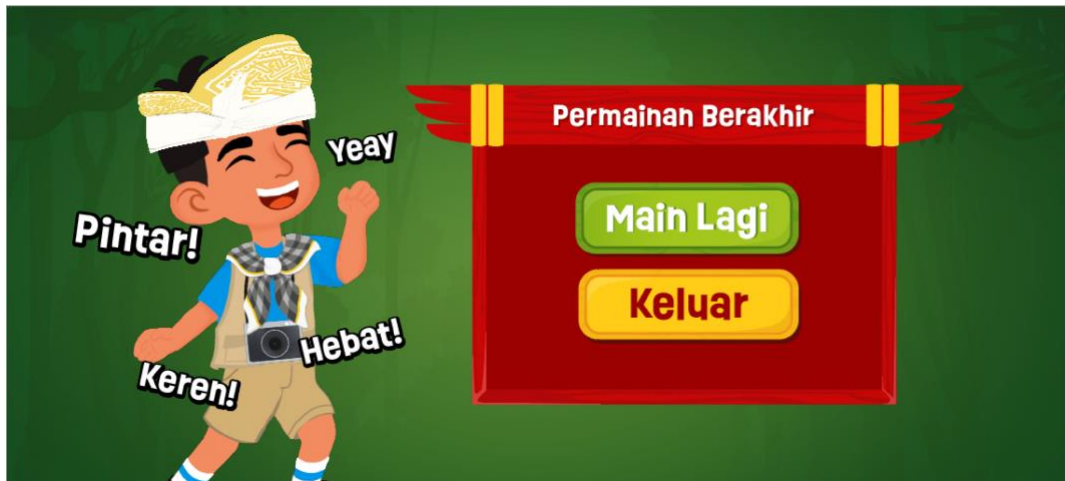 Yeay
Pintar!
Hebat!
Keren!
Permainan Berakhir
Main Lagi
Keluar